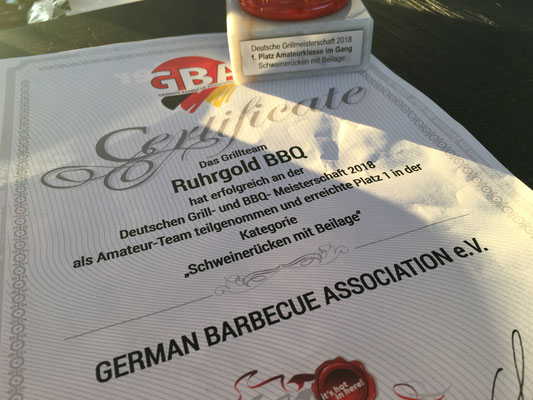 Deutsche Grillmeisterschaft 2018
1. Platz Amateurklasse im Gang
Schweinerücken mit Beilage
GBA
Certificate
Das Grillteam
Ruhrgold BBQ
hat erfolgreich an der
Deutschen Grill- und BBQ- Meisterschaft 2018
als Amateur-Team teilgenommen und erreichte Platz 1 in der
Kategorie
„Schweinerücken mit Beilage"
GERMAN BARBECUE ASSOCIATION e.V.
it's hot
in here!